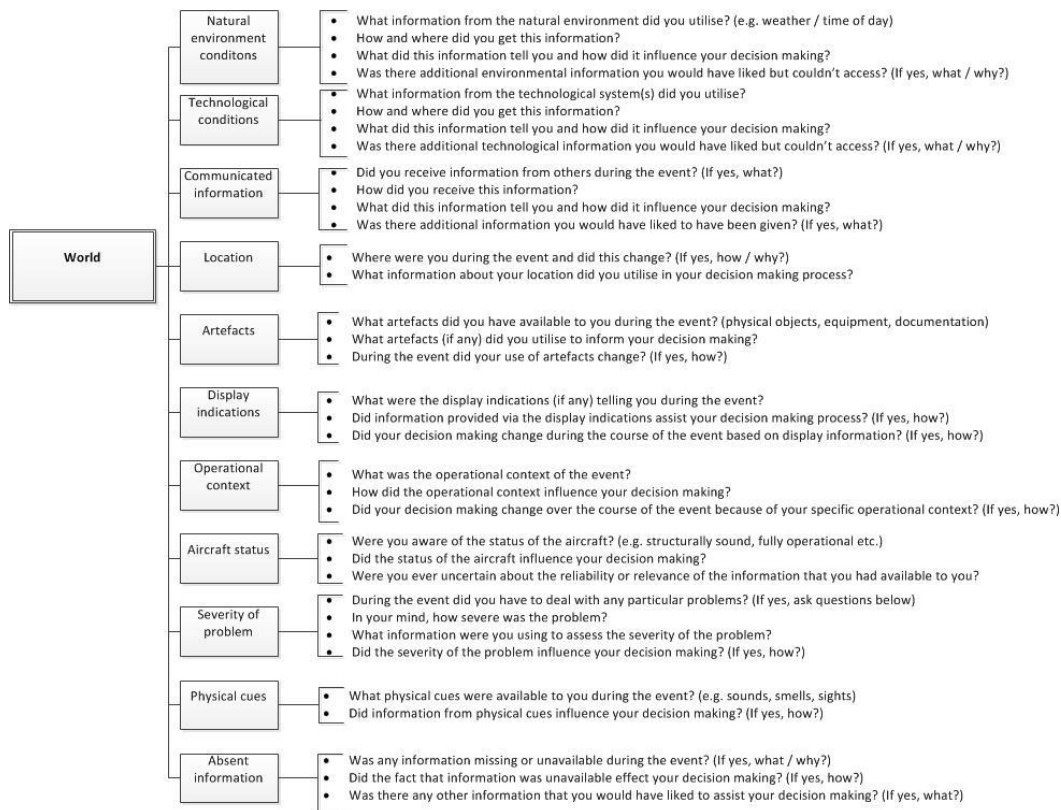 World
Natural
environment
conditons
• What information from the natural environment did you utilise? (e.g. weather / time of day)
• How and where did you get this information?
• What did this information tell you and how did it influence your decision making?
• Was there additional environmental information you would have liked but couldn't access? (If yes, what / why?)
Technological
conditions
• What information from the technological system(s) did you utilise?
• How and where did you get this information?
• What did this information tell you and how did it influence your decision making?
• Was there additional technological information you would have liked but couldn't access? (If yes, what / why?)
Communicated
information
• Did you receive information from others during the event? (If yes, what?)
• How did you receive this information?
• What did this information tell you and how did it influence your decision making?
• Was there additional information you would have liked to have been given? (If yes, what?)
Location
• Where were you during the event and did this change? (If yes, how / why?)
• What information about your location did you utilise in your decision making process?
Artefacts
• What artefacts did you have available to you during the event? (physical objects, equipment, documentation)
• What artefacts (if any) did you utilise to inform your decision making?
• During the event did your use of artefacts change? (If yes, how?)
Display
indications
• What were the display indications (if any) telling you during the event?
• Did information provided via the display indications assist your decision making process? (If yes, how?)
• Did your decision making change during the course of the event based on display information? (If yes, how?)
Operational
context
• What was the operational context of the event?
• How did the operational context influence your decision making?
• Did your decision making change over the course of the event because of your specific operational context? (If yes, how?)
Aircraft status
• Were you aware of the status of the aircraft? (e.g. structurally sound, fully operational etc.)
• Did the status of the aircraft influence your decision making?
• Were you ever uncertain about the reliability or relevance of the information that you had available to you?
Severity of
problem
• During the event did you have to deal with any particular problems? (If yes, ask questions below)
• In your mind, how severe was the problem?
• What information were you using to assess the severity of the problem?
• Did the severity of the problem influence your decision making? (If yes, how?)
Physical cues
• What physical cues were available to you during the event? (e.g. sounds, smells, sights)
• Did information from physical cues influence your decision making? (If yes, how?)
Absent
information
• Was any information missing or unavailable during the event? (If yes, what / why?)
• Did the fact that information was unavailable effect your decision making? (If yes, how?)
• Was there any other information that you would have liked to assist your decision making? (If yes, what?)